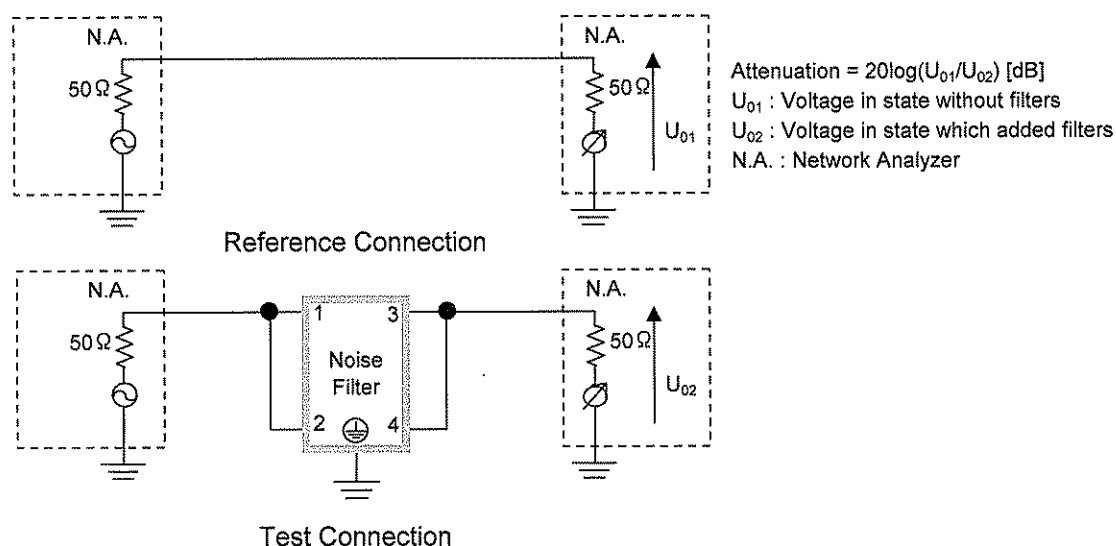 N.A.
50Ω
N.A.
50Ω
U01
Attenuation = 20log(U01/U02) [dB]
U01 : Voltage in state without filters
U02 : Voltage in state which added filters
N.A. : Network Analyzer
Reference Connection
N.A.
50Ω
1
3
Noise
Filter
2
4
N.A.
50Ω
U02
Test Connection